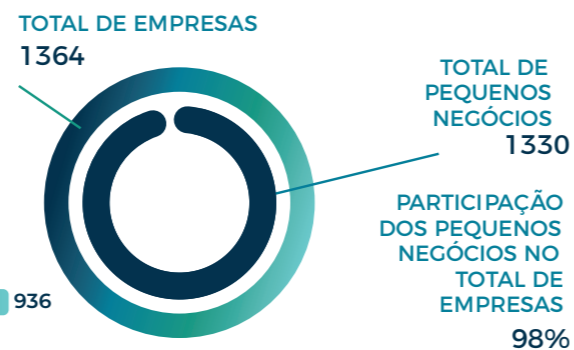 TOTAL DE EMPRESAS
1364
TOTAL DE
PEQUENOS
NEGÓCIOS
1330
PARTICIPAÇÃO
DOS PEQUENOS
NEGÓCIOS NO
TOTAL DE
EMPRESAS
98%
936